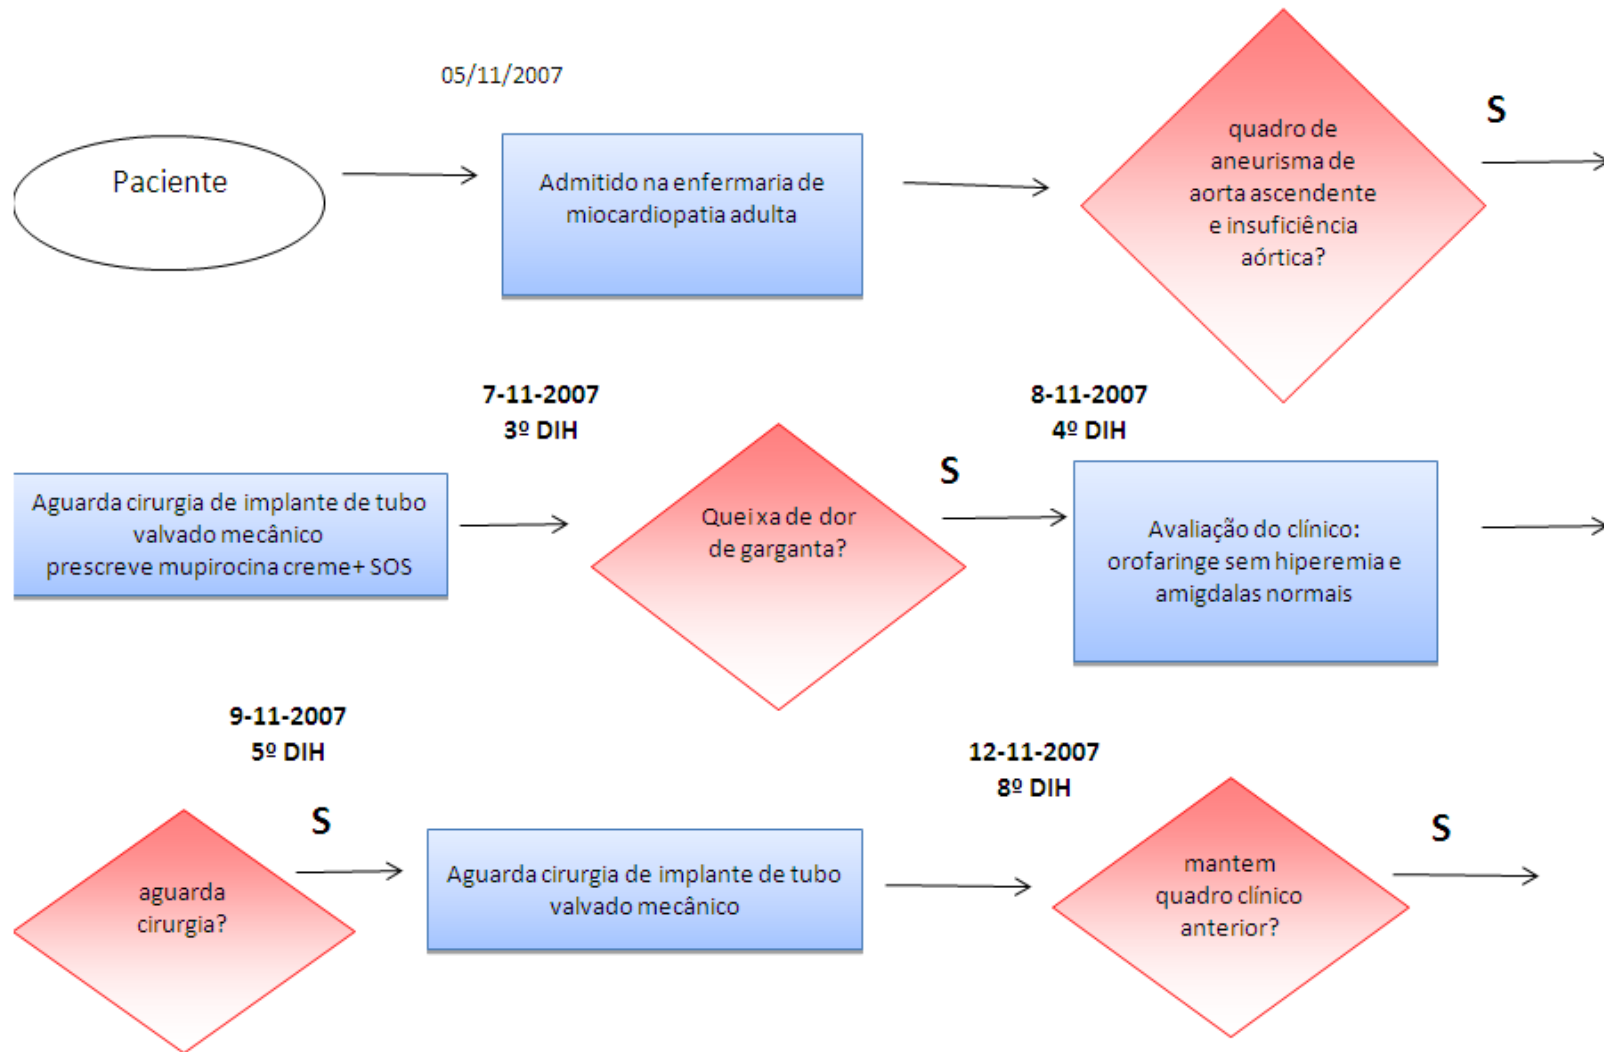 05/11/2007
Paciente
Admitido na enfermaria de
miocardiopatia adulta
quadro de
aneurisma de
aorta ascendente
e insuficiência
aórtica?
S
Aguarda cirurgia de implante de tubo
valvado mecânico
prescreve mupirocina creme+ SOS
7-11-2007
3º DIH
Queixa de dor
de garganta?
S
8-11-2007
4º DIH
Avaliação do clínico:
orofaringe sem hiperemia e
amigdalas normais
9-11-2007
5º DIH
aguarda
cirurgia?
S
Aguarda cirurgia de implante de tubo
valvado mecânico
12-11-2007
8º DIH
mantem
quadro clínico
anterior?
S